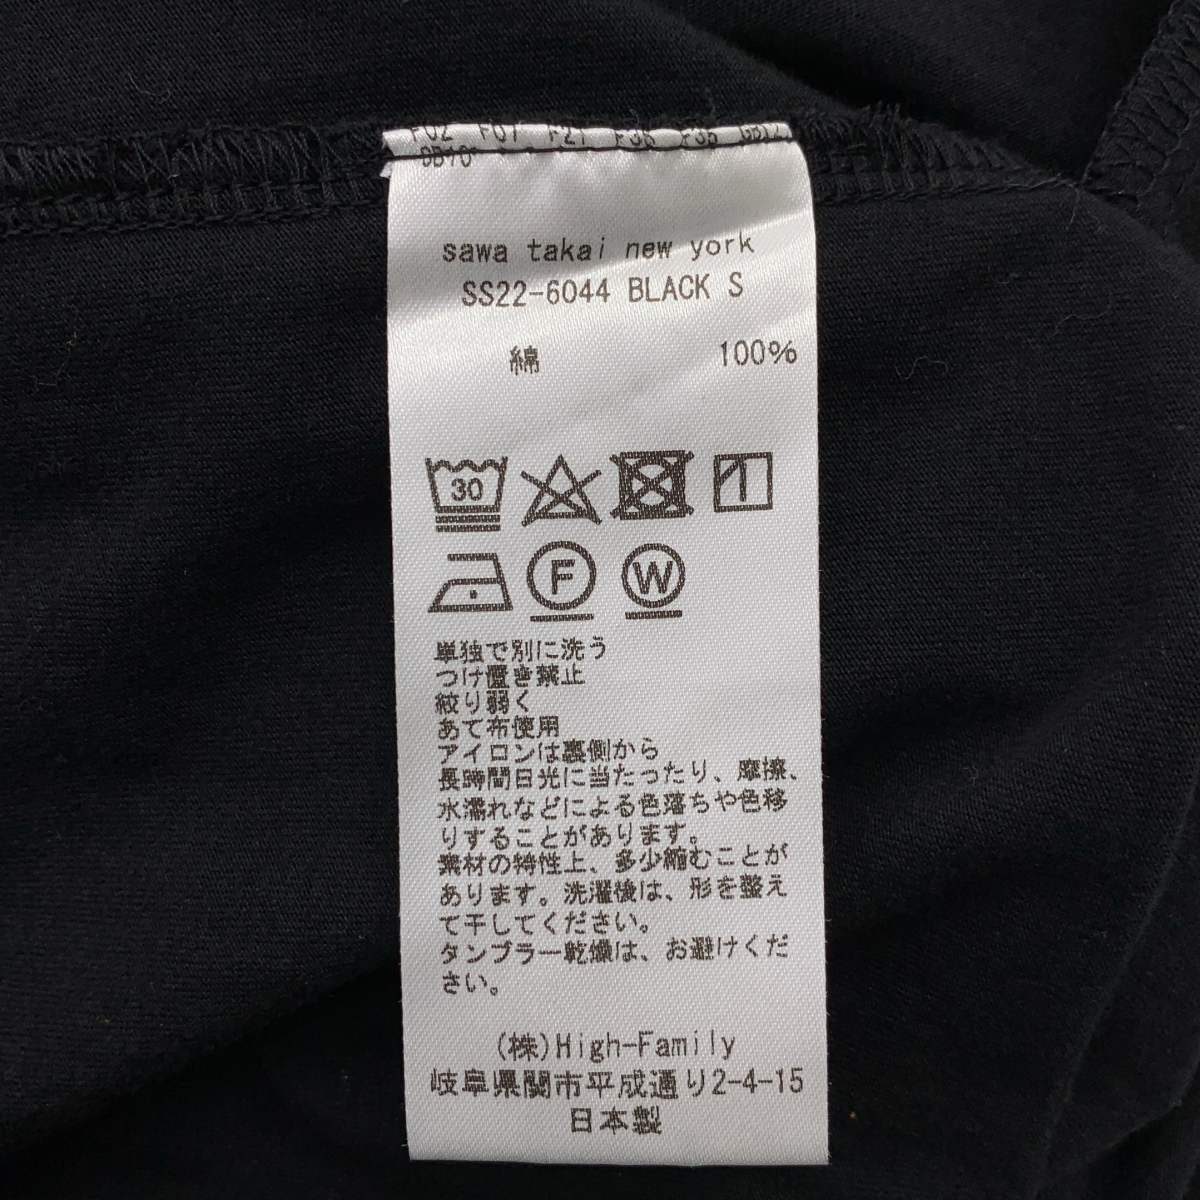 F02 F07 F21 F36 F35 GB12
sawa takai new york
SS22-6044 BLACK S
綿 100%
30
F W
単独で別に洗う
つけ置き禁止
絞り弱く
あて布使用
アイロンは裏側から
長時間日光に当たったり、摩擦、
水濡れなどによる色落ちや色移
りすることがあります。
素材の特性上、多少縮むことが
あります。洗濯後は、形を整え
て干してください。
タンブラー乾燥は、お避けくだ
さい。
(株)High-Family
岐阜県関市平成通り2-4-15
日本製